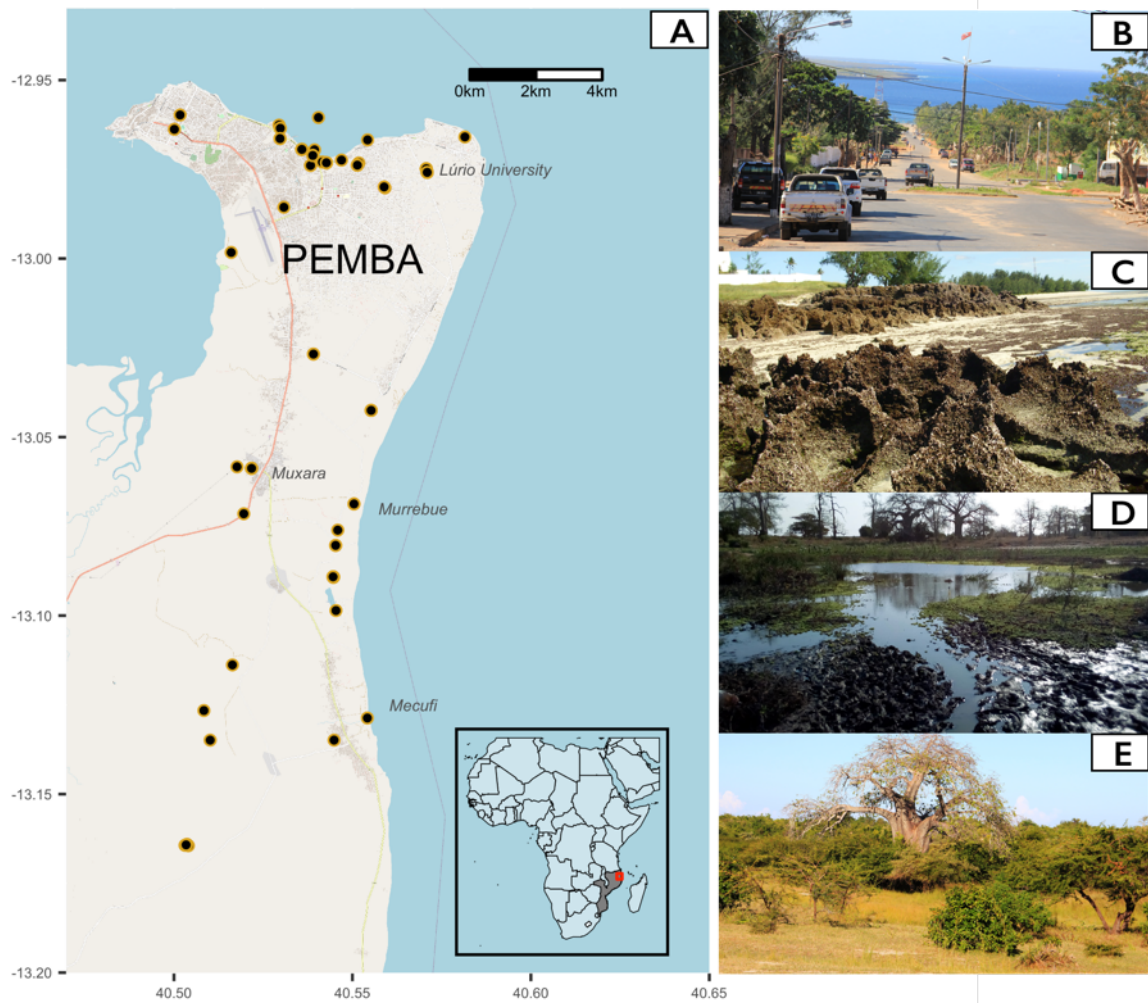 A
0km 2km 4km
-12.95
Lúrio University
PEMBA
-13.00
-13.05
Muxara
Murrebue
-13.10
Mecufi
-13.15
-13.20
40.50 40.55 40.60 40.65
B
C
D
E